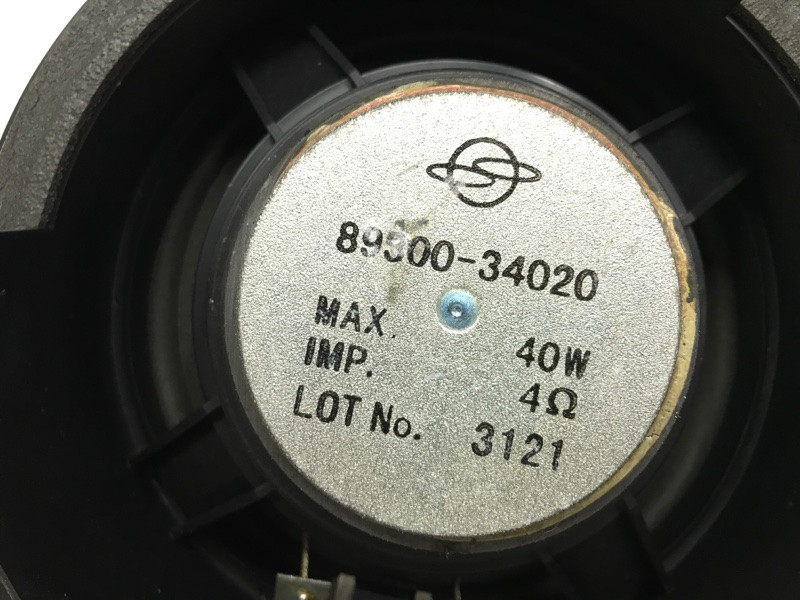 89300-34020
MAX. 40W
IMP. 4Ω
LOT No. 3121